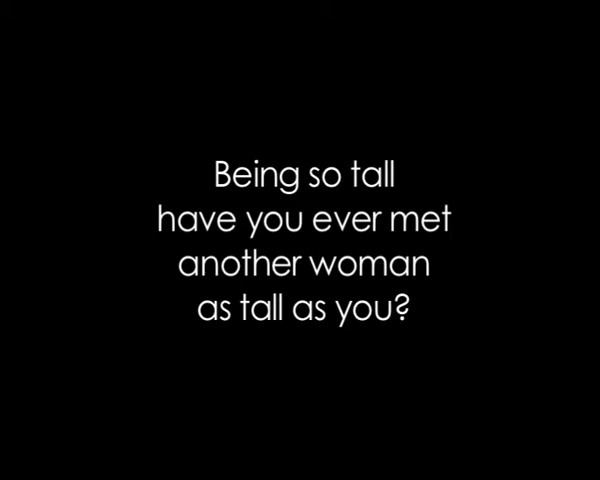 Being so tall
have you ever met
another woman
as tall as you?